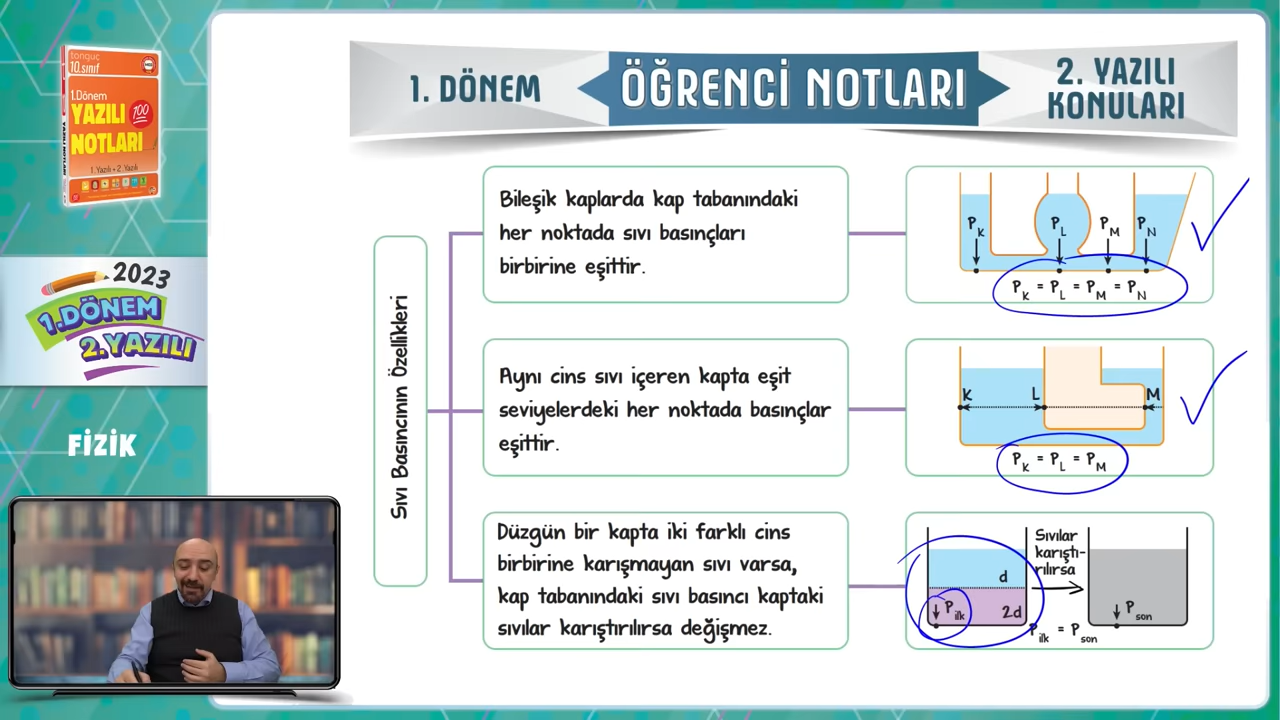 tonguç
10.sınıf
1.Dönem
YAZILI
100
NOTLARI
1. Yazılı • 2. Yazılı
YAZILI NOTLARI
2023
1.DÖNEM
2.YAZILI
FİZİK
1. DÖNEM
ÖĞRENCİ NOTLARI
2. YAZILI
KONULARI
Sıvı Basıncının Özellikleri
Bileşik kaplarda kap tabanındaki
her noktada sıvı basınçları
birbirine eşittir.
P_K P_L P_M P_N
P_K = P_L = P_M = P_N
Aynı cins sıvı içeren kapta eşit
seviyelerdeki her noktada basınçlar
eşittir.
K L M
P_K = P_L = P_M
Düzgün bir kapta iki farklı cins
birbirine karışmayan sıvı varsa,
kap tabanındaki sıvı basıncı kaptaki
sıvılar karıştırılırsa değişmez.
d
2d
P_ilk
Sıvılar
karıştı-
rılırsa
P_son
P_ilk = P_son